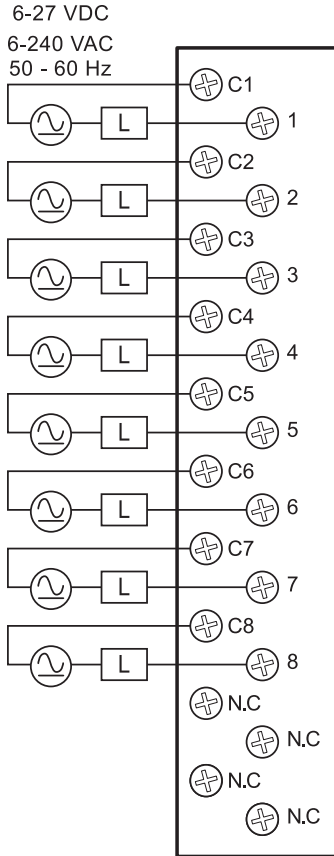 6-27 VDC
6-240 VAC
50 - 60 Hz
C1
L 1
C2
L 2
C3
L 3
C4
L 4
C5
L 5
C6
L 6
C7
L 7
C8
L 8
N.C
N.C
N.C
N.C